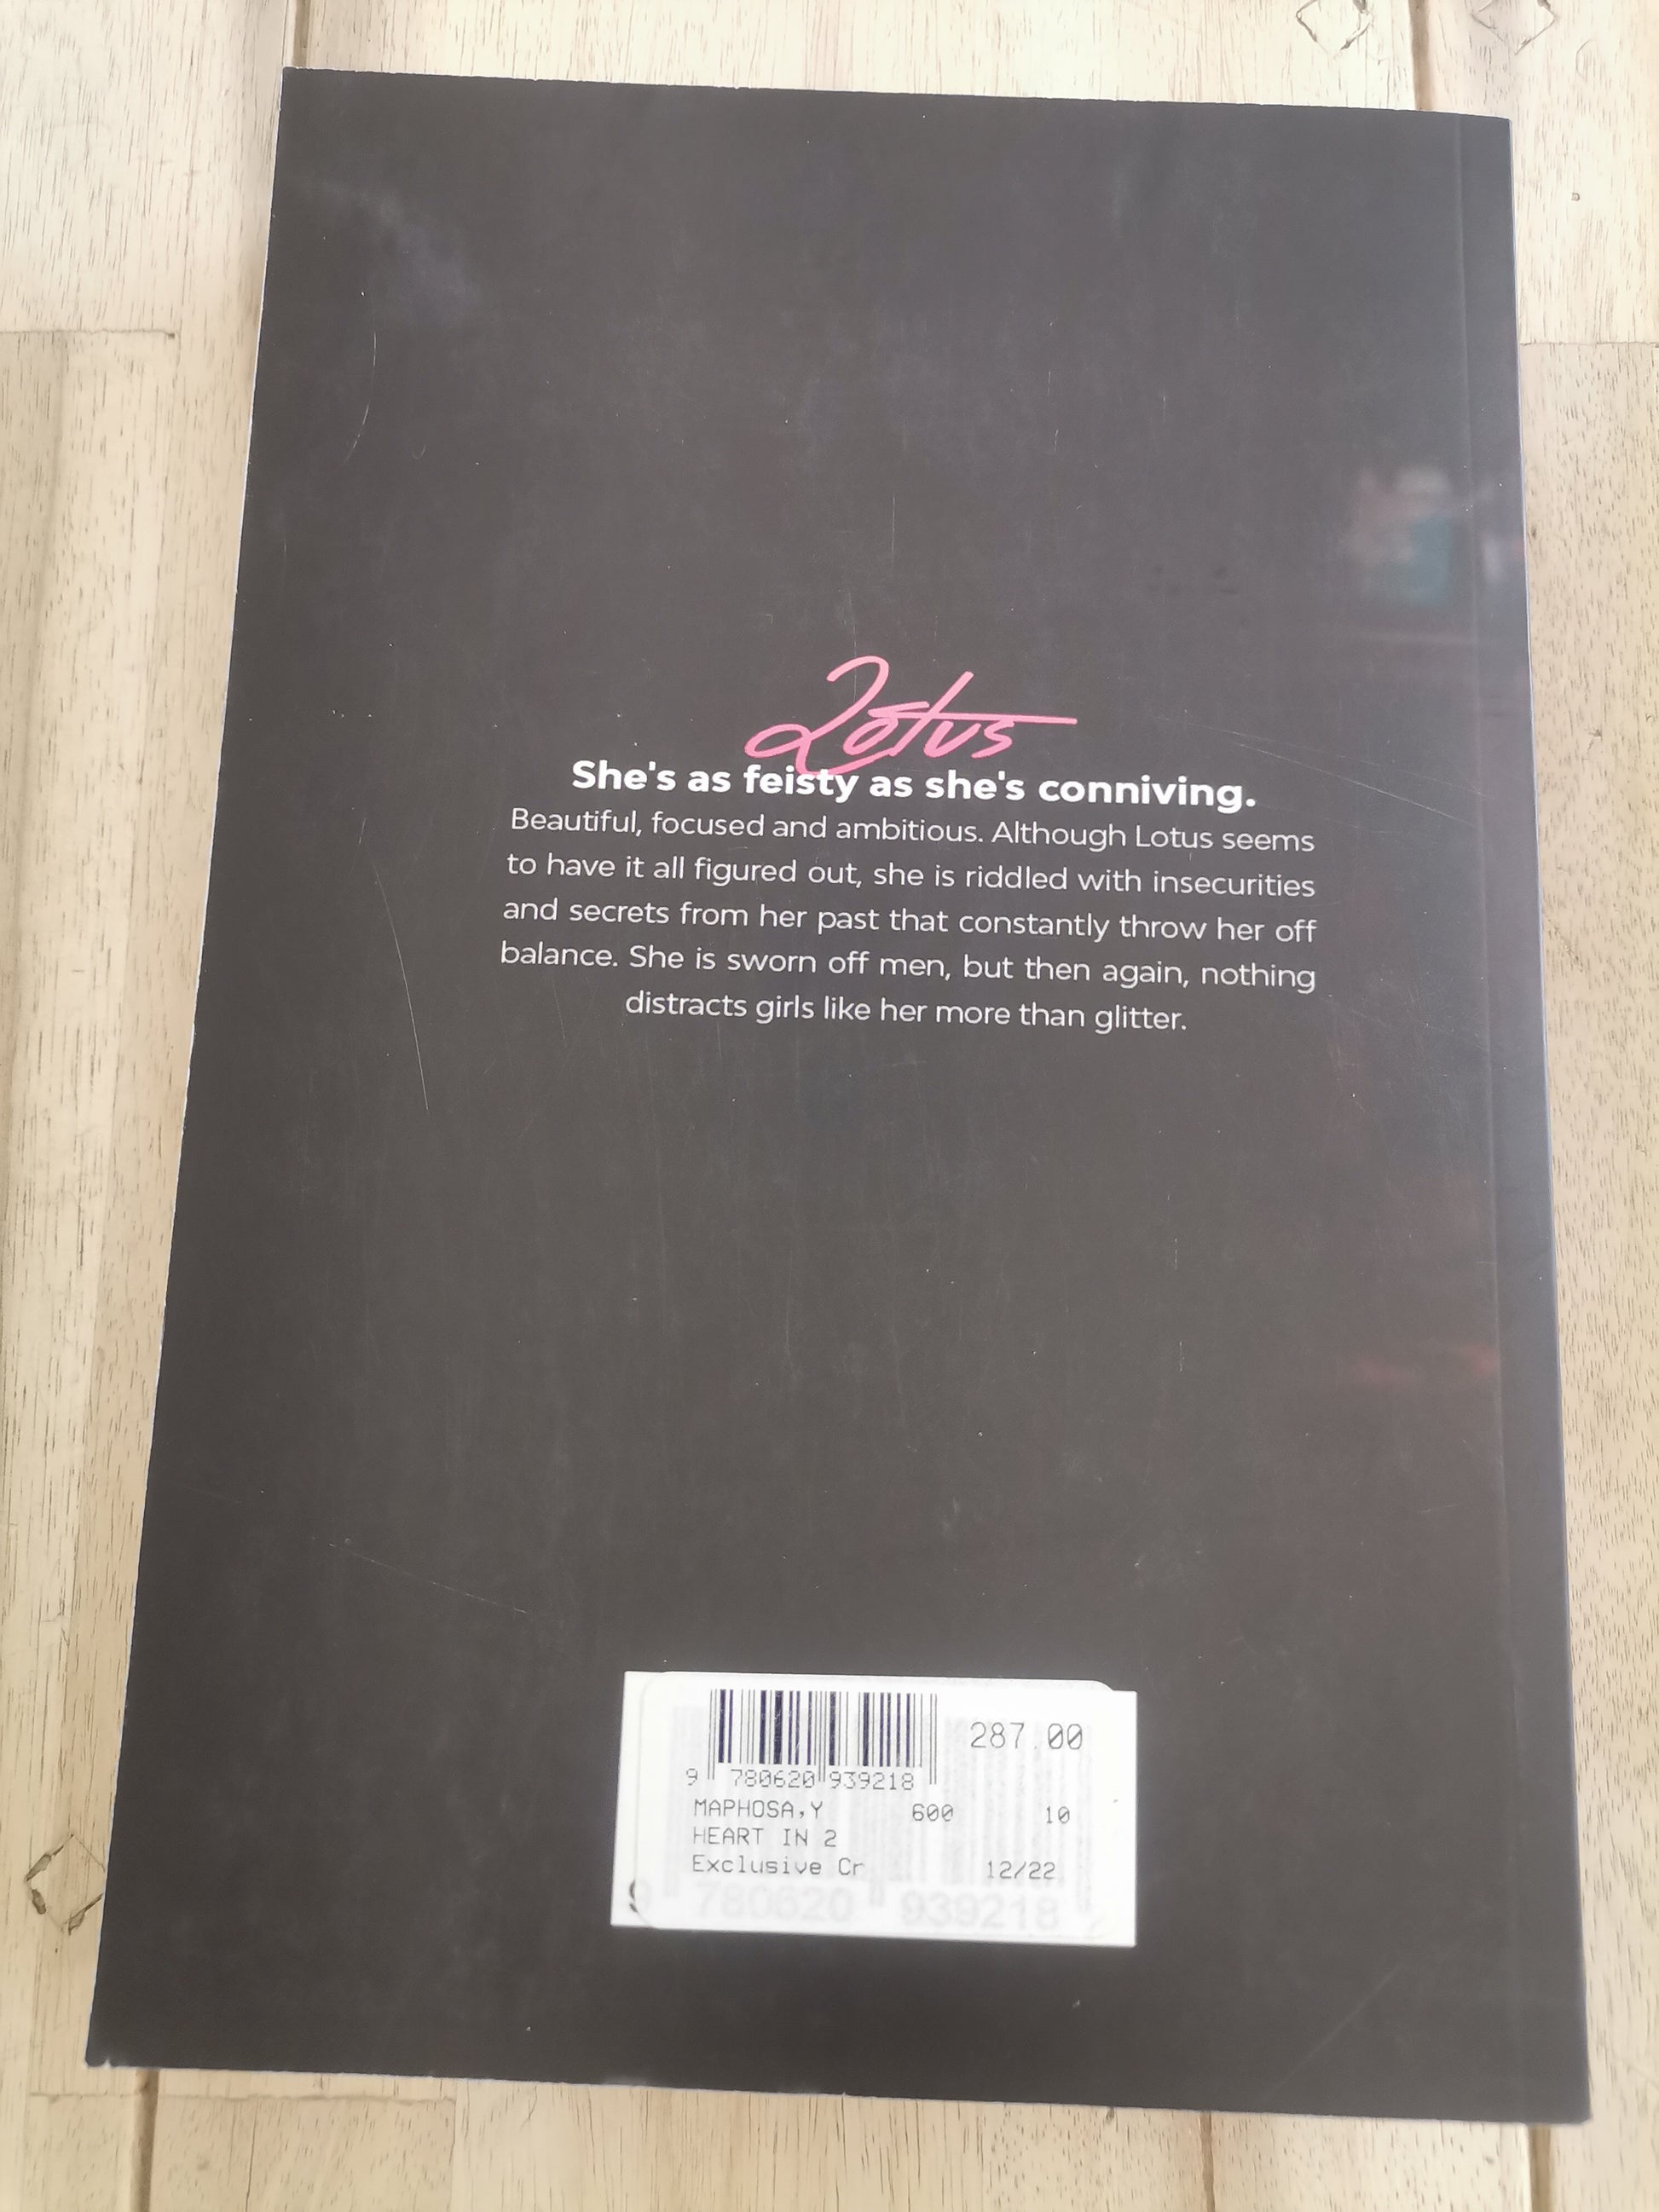 Lotus
She's as feisty as she's conniving.
Beautiful, focused and ambitious. Although Lotus seems
to have it all figured out, she is riddled with insecurities
and secrets from her past that constantly throw her off
balance. She is sworn off men, but then again, nothing
distracts girls like her more than glitter.
287.00
9 780620 939218
MAPHOSA,Y 600 10
HEART IN 2
Exclusive Cr 12/22
9 780620 939218